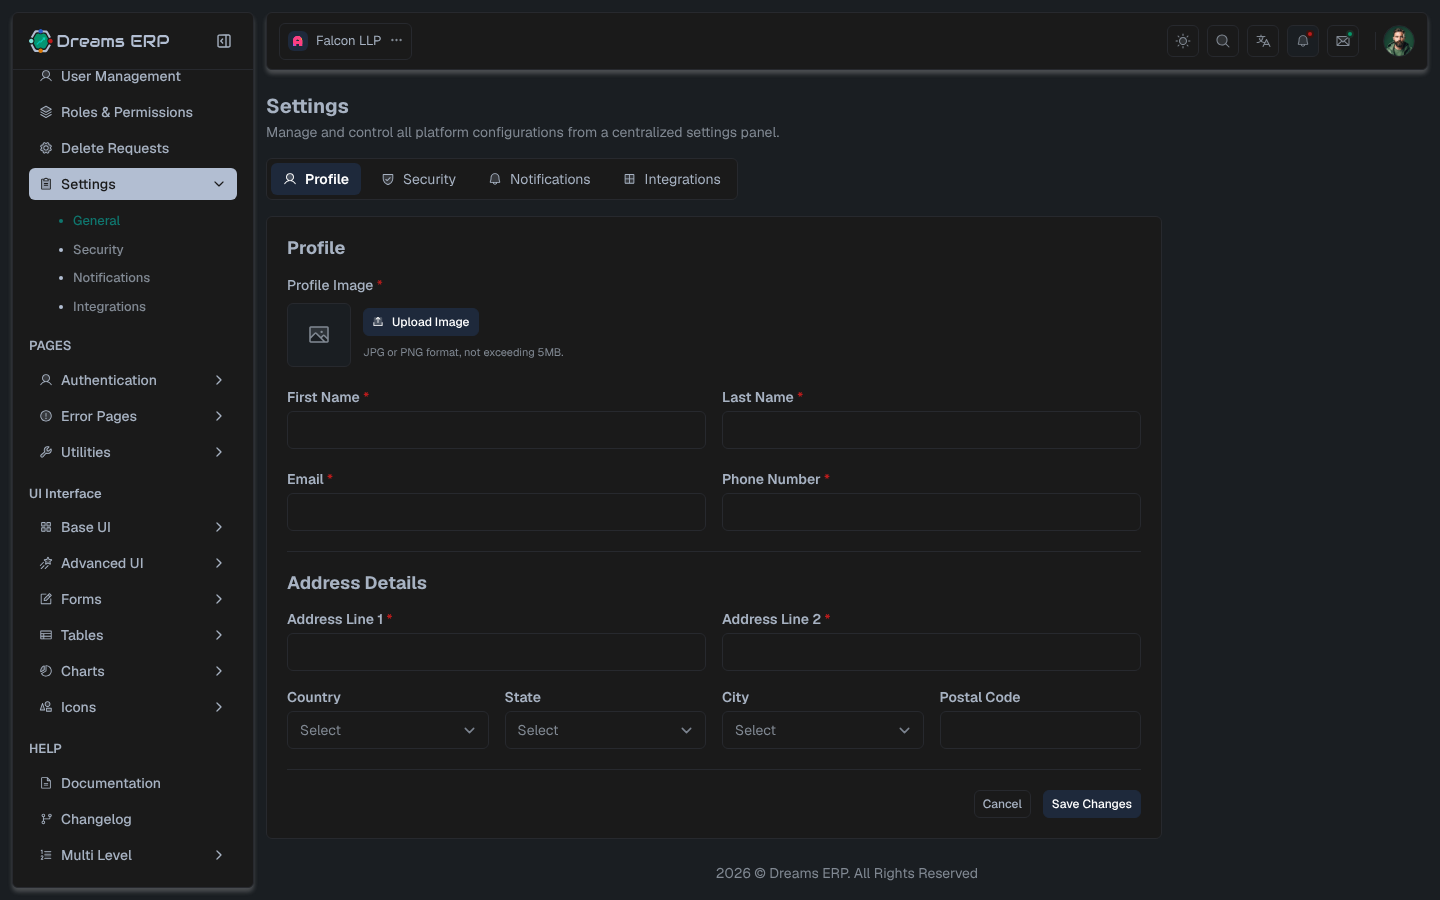 Dreams ERP
User Management
Roles & Permissions
Delete Requests
Settings
General
Security
Notifications
Integrations
PAGES
Authentication
Error Pages
Utilities
UI Interface
Base UI
Advanced UI
Forms
Tables
Charts
Icons
HELP
Documentation
Changelog
Multi Level
Falcon LLP ···
Settings
Manage and control all platform configurations from a centralized settings panel.
Profile Security Notifications Integrations
Profile
Profile Image *
Upload Image
JPG or PNG format, not exceeding 5MB.
First Name * Last Name *
Email * Phone Number *
Address Details
Address Line 1 * Address Line 2 *
Country State City Postal Code
Select Select Select
Cancel Save Changes
2026 © Dreams ERP. All Rights Reserved